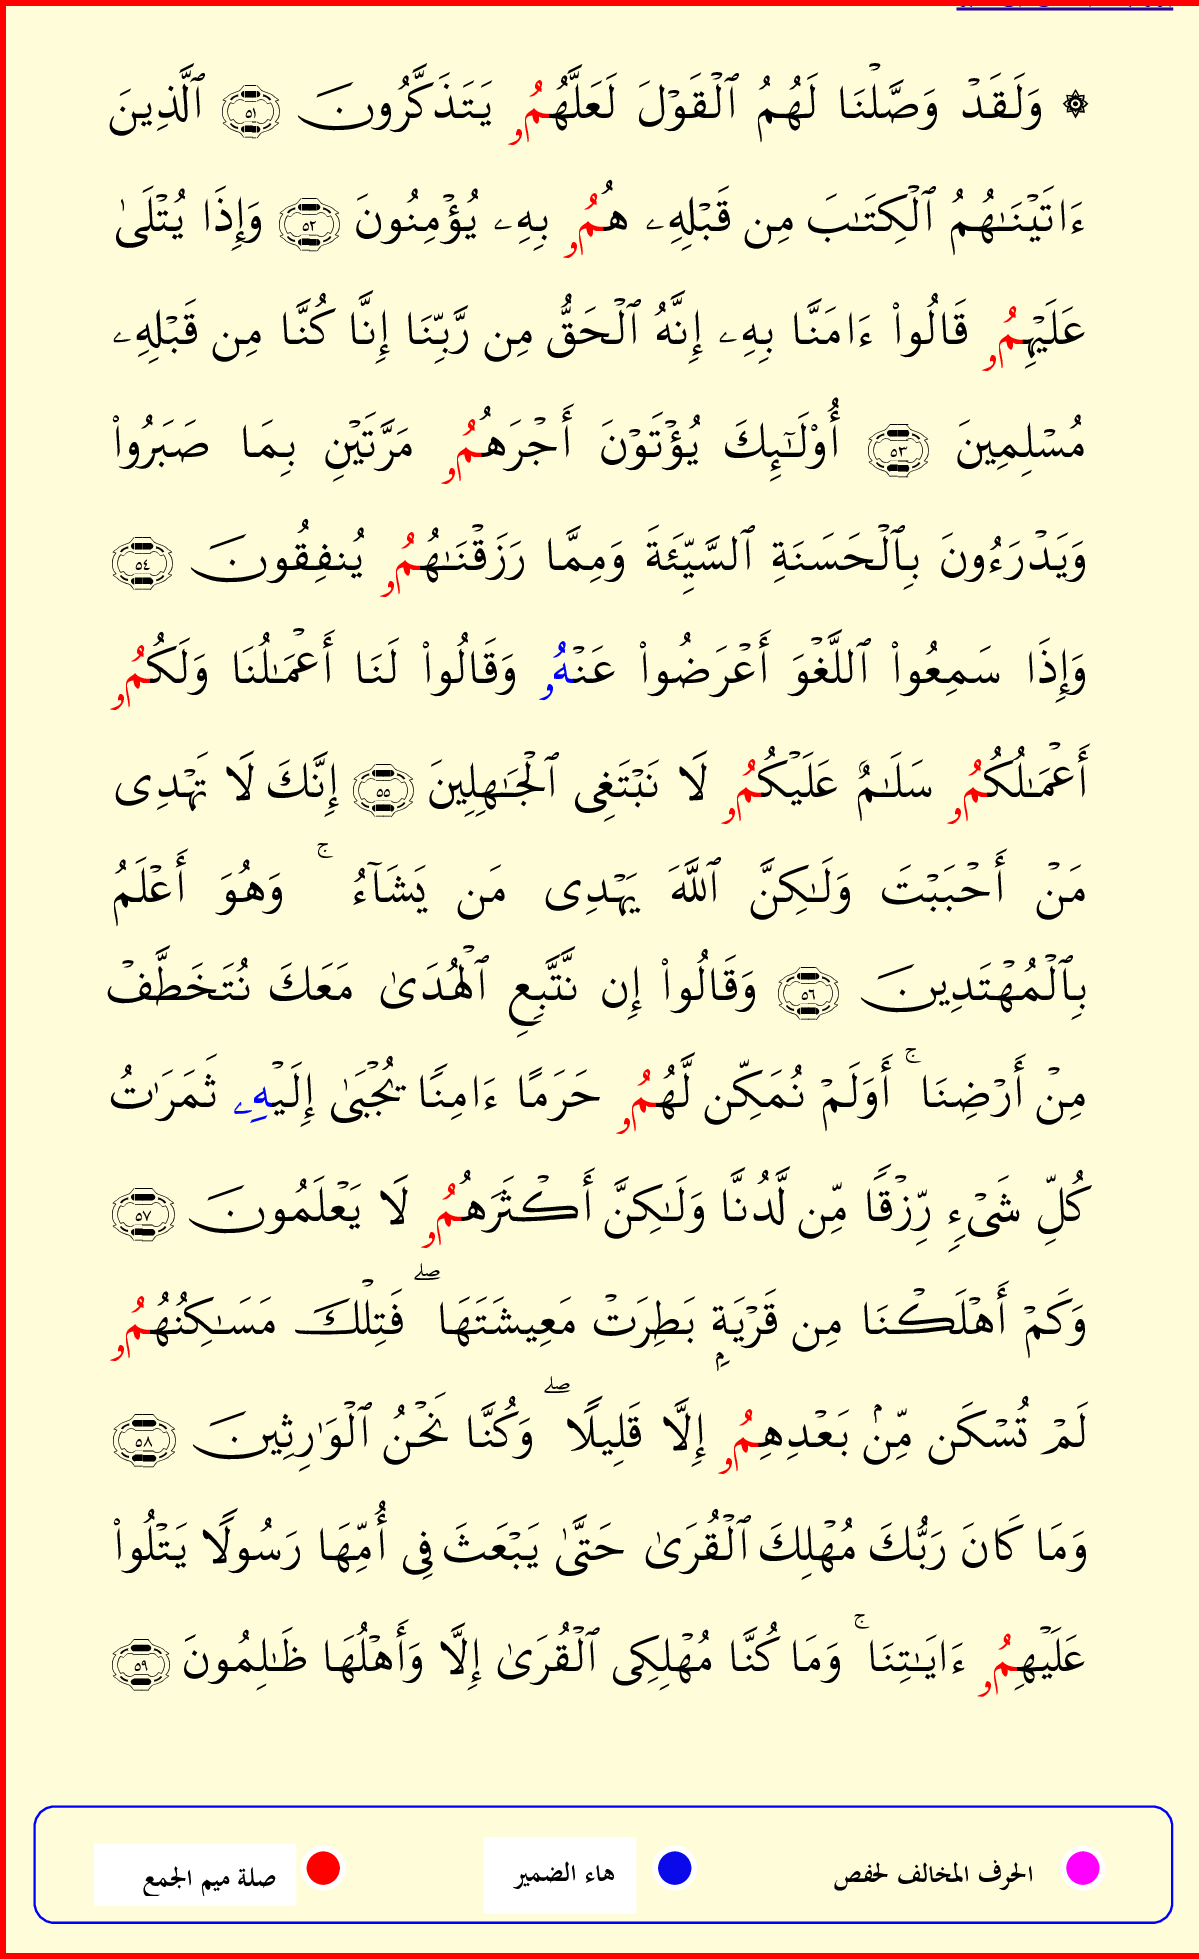 ۞ وَلَقَدۡ وَصَّلۡنَا لَهُمُ ٱلۡقَوۡلَ لَعَلَّهُمُۥ يَتَذَكَّرُونَ ٥١ ٱلَّذِينَ
ءَاتَيۡنَٰهُمُ ٱلۡكِتَٰبَ مِن قَبۡلِهِۦ هُمُۥ بِهِۦ يُؤۡمِنُونَ ٥٢ وَإِذَا يُتۡلَىٰ
عَلَيۡهِمُۥ قَالُواْ ءَامَنَّا بِهِۦ إِنَّهُ ٱلۡحَقُّ مِن رَّبِّنَا إِنَّا كُنَّا مِن قَبۡلِهِۦ
مُسۡلِمِينَ ٥٣ أُوْلَٰٓئِكَ يُؤۡتَوۡنَ أَجۡرَهُمُۥ مَرَّتَيۡنِ بِمَا صَبَرُواْ
وَيَدۡرَءُونَ بِٱلۡحَسَنَةِ ٱلسَّيِّئَةَ وَمِمَّا رَزَقۡنَٰهُمُۥ يُنفِقُونَ ٥٤
وَإِذَا سَمِعُواْ ٱللَّغۡوَ أَعۡرَضُواْ عَنۡهُۥ وَقَالُواْ لَنَا أَعۡمَٰلُنَا وَلَكُمُۥ
أَعۡمَٰلُكُمُۥ سَلَٰمٌ عَلَيۡكُمُۥ لَا نَبۡتَغِي ٱلۡجَٰهِلِينَ ٥٥ إِنَّكَ لَا تَهۡدِي
مَنۡ أَحۡبَبۡتَ وَلَٰكِنَّ ٱللَّهَ يَهۡدِي مَن يَشَآءُ ۚ وَهُوَ أَعۡلَمُ
بِٱلۡمُهۡتَدِينَ ٥٦ وَقَالُواْ إِن نَّتَّبِعِ ٱلۡهُدَىٰ مَعَكَ نُتَخَطَّفۡ
مِنۡ أَرۡضِنَا ۚ أَوَلَمۡ نُمَكِّن لَّهُمُۥ حَرَمًا ءَامِنًا يُجۡبَىٰ إِلَيۡهِۦ ثَمَرَٰتُ
كُلِّ شَيۡءٖ رِّزۡقًا مِّن لَّدُنَّا وَلَٰكِنَّ أَكۡثَرَهُمُۥ لَا يَعۡلَمُونَ ٥٧
وَكَمۡ أَهۡلَكۡنَا مِن قَرۡيَةِۭ بَطِرَتۡ مَعِيشَتَهَا ۖ فَتِلۡكَ مَسَٰكِنُهُمُۥ
لَمۡ تُسۡكَن مِّنۢ بَعۡدِهِمُۥ إِلَّا قَلِيلًا ۖ وَكُنَّا نَحۡنُ ٱلۡوَٰرِثِينَ ٥٨
وَمَا كَانَ رَبُّكَ مُهۡلِكَ ٱلۡقُرَىٰ حَتَّىٰ يَبۡعَثَ فِي أُمِّهَا رَسُولًا يَتۡلُواْ
عَلَيۡهِمُۥ ءَايَٰتِنَا ۚ وَمَا كُنَّا مُهۡلِكِي ٱلۡقُرَىٰ إِلَّا وَأَهۡلُهَا ظَٰلِمُونَ ٥٩
الحرف المخالف لحفص هاء الضمير صلة ميم الجمع